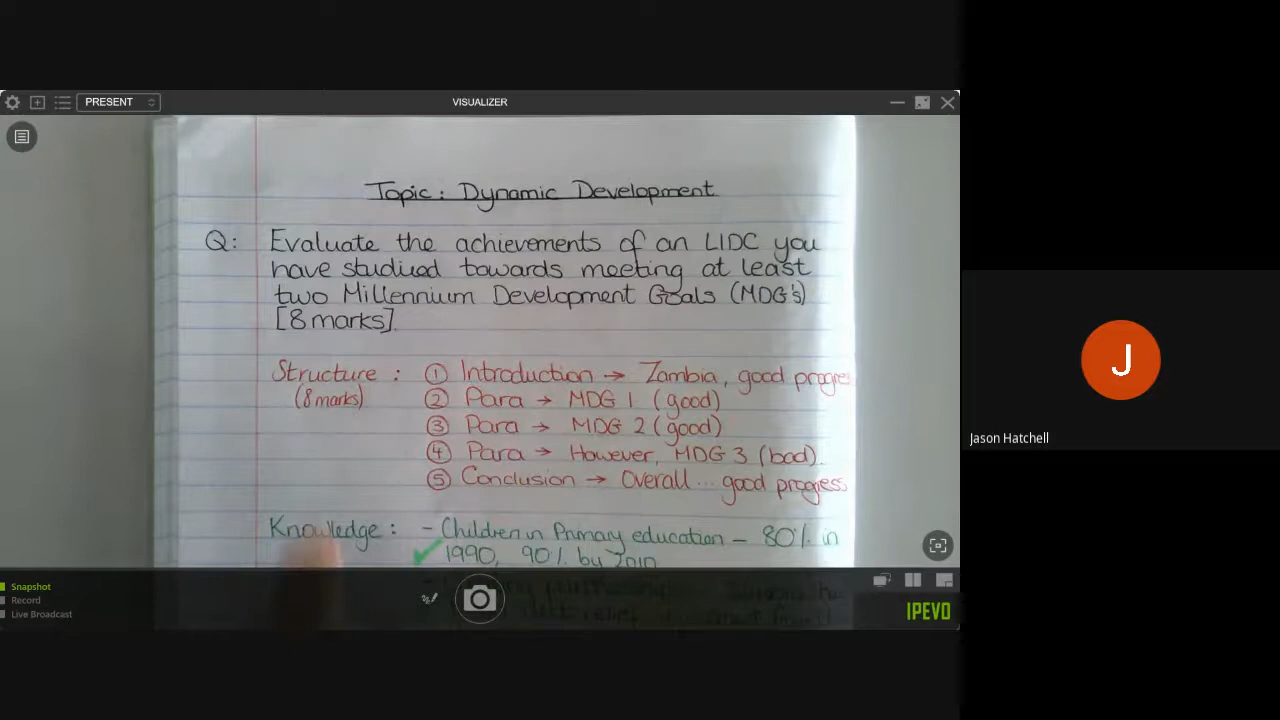 PRESENT
VISUALIZER
Topic: Dynamic Development
Q: Evaluate the achievements of an LIDC you
have studied towards meeting at least
two Millennium Development Goals (MDG's)
[8 marks].
Structure : ① Introduction → Zambia, good progres
(8 marks) ② Para → MDG 1 (good)
③ Para → MDG 2 (good)
④ Para → However, MDG 3 (bad).
⑤ Conclusion → Overall... good progress
Knowledge : - Children in Primary education - 80% in
1990, 90% by 2010
Snapshot
Record
Live Broadcast
IPEVO
J
Jason Hatchell